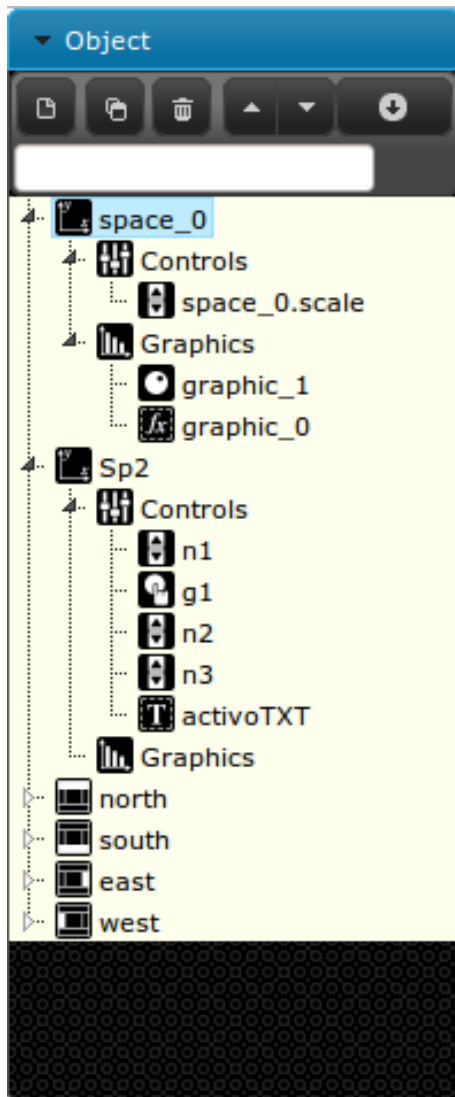 Object
space_0
Controls
space_0.scale
Graphics
graphic_1
fx graphic_0
Sp2
Controls
n1
g1
n2
n3
T activoTXT
Graphics
north
south
east
west